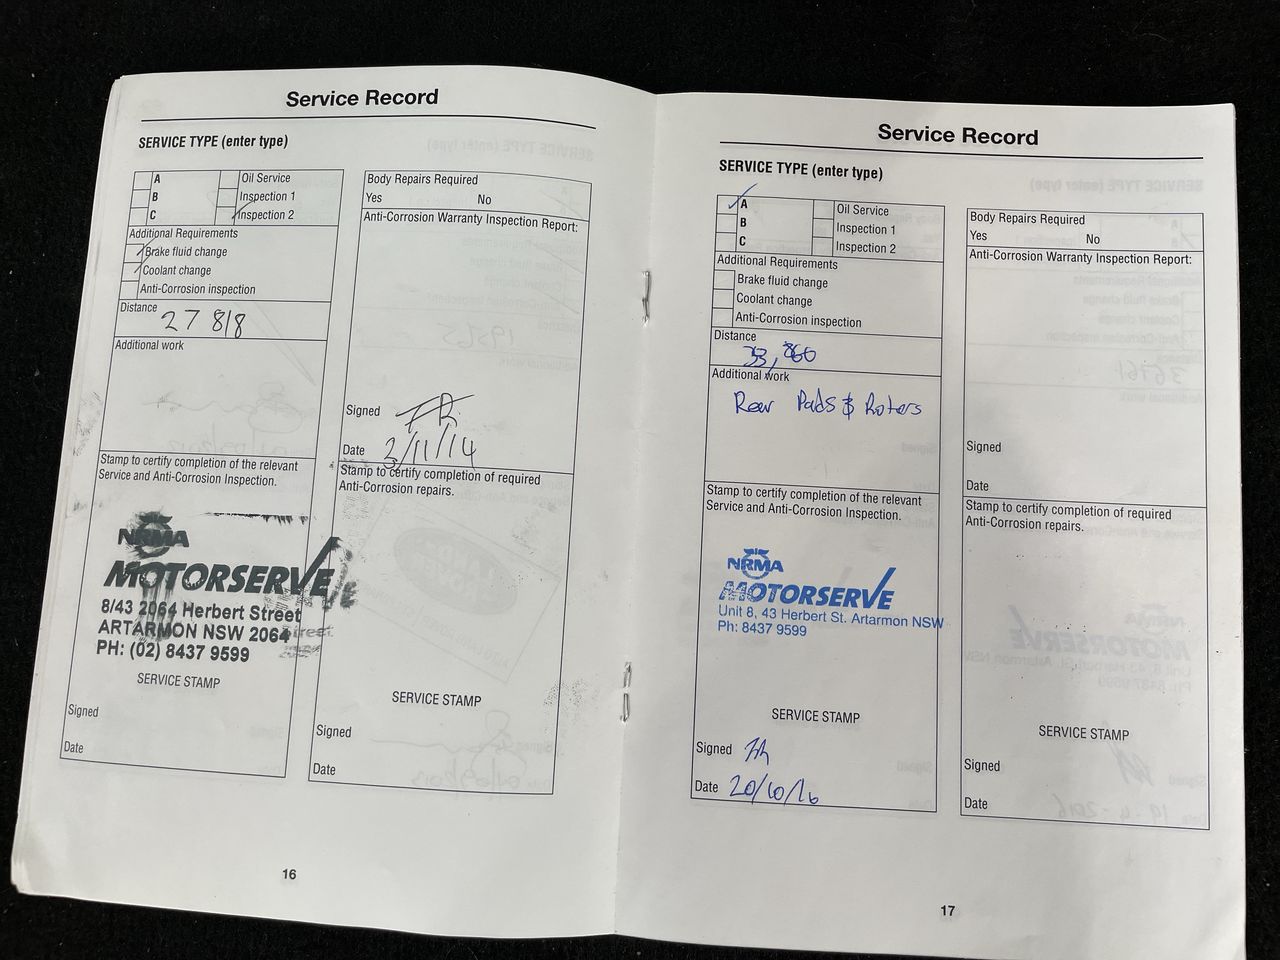 Service Record
SERVICE TYPE (enter type)
A
Oil Service
B
Inspection 1
C
Inspection 2
Additional Requirements
Brake fluid change
Coolant change
Anti-Corrosion inspection
Distance
27 818
Additional work
Stamp to certify completion of the relevant
Service and Anti-Corrosion Inspection.
NRMA
MOTORSERVE
8/43 2064 Herbert Street
ARTARMON NSW 2064
PH: (02) 8437 9599
SERVICE STAMP
Signed
Date
Body Repairs Required
Yes No
Anti-Corrosion Warranty Inspection Report:
Signed
Date 3/11/14
Stamp to certify completion of required
Anti-Corrosion repairs.
SERVICE STAMP
Signed
Date
16
Service Record
SERVICE TYPE (enter type)
A
Oil Service
B
Inspection 1
C
Inspection 2
Additional Requirements
Brake fluid change
Coolant change
Anti-Corrosion inspection
Distance
33,860
Additional work
Rear Pads & Roters
Stamp to certify completion of the relevant
Service and Anti-Corrosion Inspection.
NRMA
MOTORSERVE
Unit 8, 43 Herbert St. Artarmon NSW
Ph: 8437 9599
SERVICE STAMP
Signed
Date 20/10/16
Body Repairs Required
Yes No
Anti-Corrosion Warranty Inspection Report:
Signed
Date
Stamp to certify completion of required
Anti-Corrosion repairs.
SERVICE STAMP
Signed
Date
17